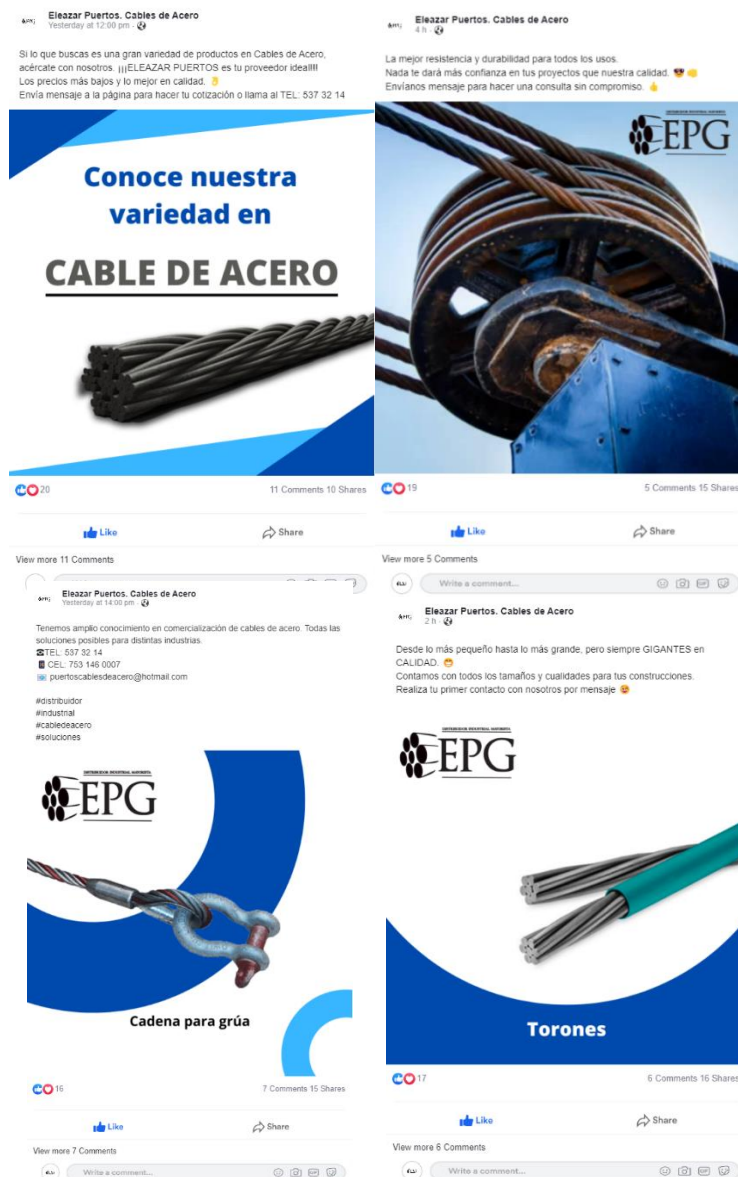 Eleazar Puertos. Cables de Acero
Yesterday at 12:00 pm ·
Si lo que buscas es una gran variedad de productos en Cables de Acero,
acércate con nosotros. ¡¡¡ELEAZAR PUERTOS es tu proveedor ideal!!!!
Los precios más bajos y lo mejor en calidad. 👌
Envía mensaje a la página para hacer tu cotización o llama al TEL: 537 32 14
Conoce nuestra
variedad en
CABLE DE ACERO
20
11 Comments 10 Shares
Like
Share
View more 11 Comments
Eleazar Puertos. Cables de Acero
4 h ·
La mejor resistencia y durabilidad para todos los usos.
Nada te dará más confianza en tus proyectos que nuestra calidad. 😎 👊
Envíanos mensaje para hacer una consulta sin compromiso. 👍
EPG
19
5 Comments 15 Shares
Like
Share
View more 5 Comments
Write a comment...
GIF
Eleazar Puertos. Cables de Acero
Yesterday at 14:00 pm ·
Tenemos amplio conocimiento en comercialización de cables de acero. Todas las
soluciones posibles para distintas industrias.
☎TEL: 537 32 14
📱 CEL: 753 146 0007
📧 puertoscablesdeacero@hotmail.com
#distribuidor
#industrial
#cabledeacero
#soluciones
DISTRIBUIDOR INDUSTRIAL MAYORISTA
EPG
Cadena para grúa
16
7 Comments 15 Shares
Like
Share
View more 7 Comments
Write a comment...
GIF
Eleazar Puertos. Cables de Acero
2 h ·
Desde lo más pequeño hasta lo más grande, pero siempre GIGANTES en
CALIDAD. 😁
Contamos con todos los tamaños y cualidades para tus construcciones.
Realiza tu primer contacto con nosotros por mensaje 😉
DISTRIBUIDOR INDUSTRIAL MAYORISTA
EPG
Torones
17
6 Comments 16 Shares
Like
Share
View more 6 Comments
Write a comment...
GIF